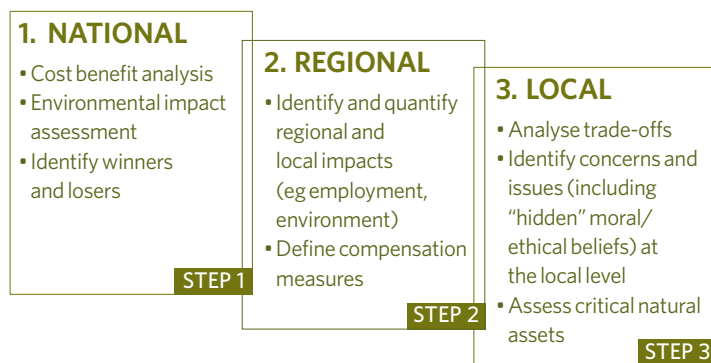 1. NATIONAL
• Cost benefit analysis
• Environmental impact
assessment
• Identify winners
and losers
STEP 1
2. REGIONAL
• Identify and quantify
regional and
local impacts
(eg employment,
environment)
• Define compensation
measures
STEP 2
3. LOCAL
• Analyse trade-offs
• Identify concerns and
issues (including
“hidden” moral/
ethical beliefs) at
the local level
• Assess critical natural
assets
STEP 3